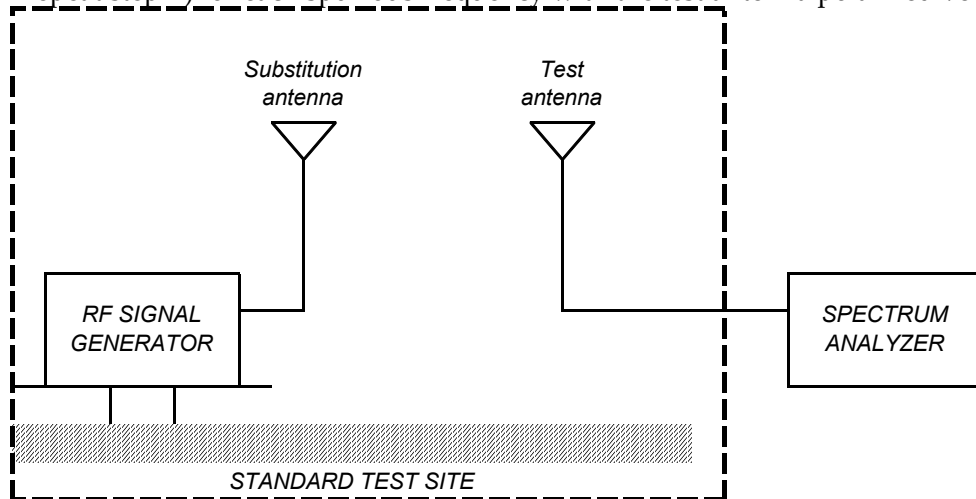 Substitution
antenna
Test
antenna
RF SIGNAL
GENERATOR
SPECTRUM
ANALYZER
STANDARD TEST SITE